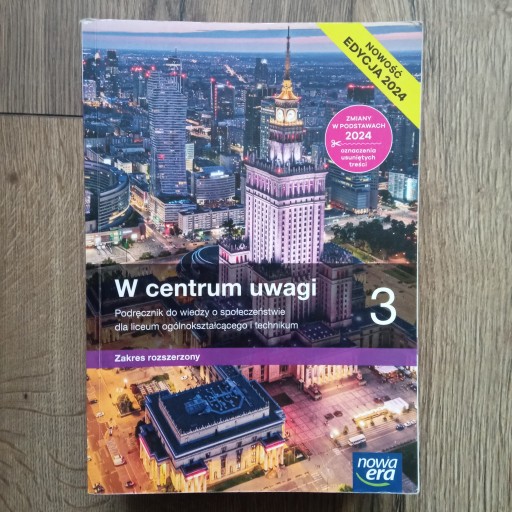 NOWOŚĆ
EDYCJA 2024
ZMIANY
W PODSTAWACH
2024
oznaczenia
usuniętych
treści
W centrum uwagi
3
Podręcznik do wiedzy o społeczeństwie
dla liceum ogólnokształcącego i technikum
Zakres rozszerzony
nowa
era